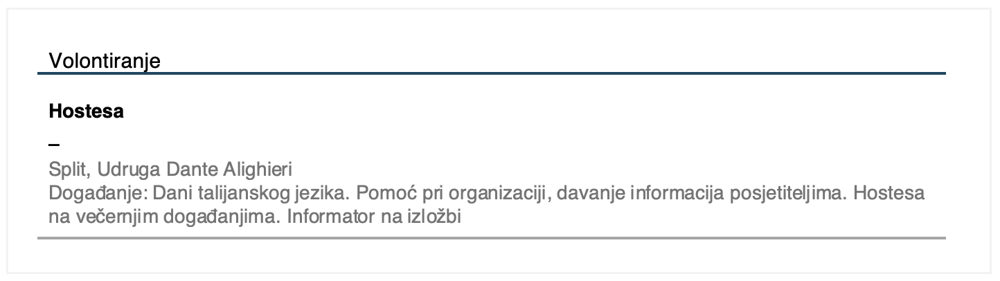 Volontiranje
Hostesa
–
Split, Udruga Dante Alighieri
Događanje: Dani talijanskog jezika. Pomoć pri organizaciji, davanje informacija posjetiteljima. Hostesa
na večernjim događanjima. Informator na izložbi